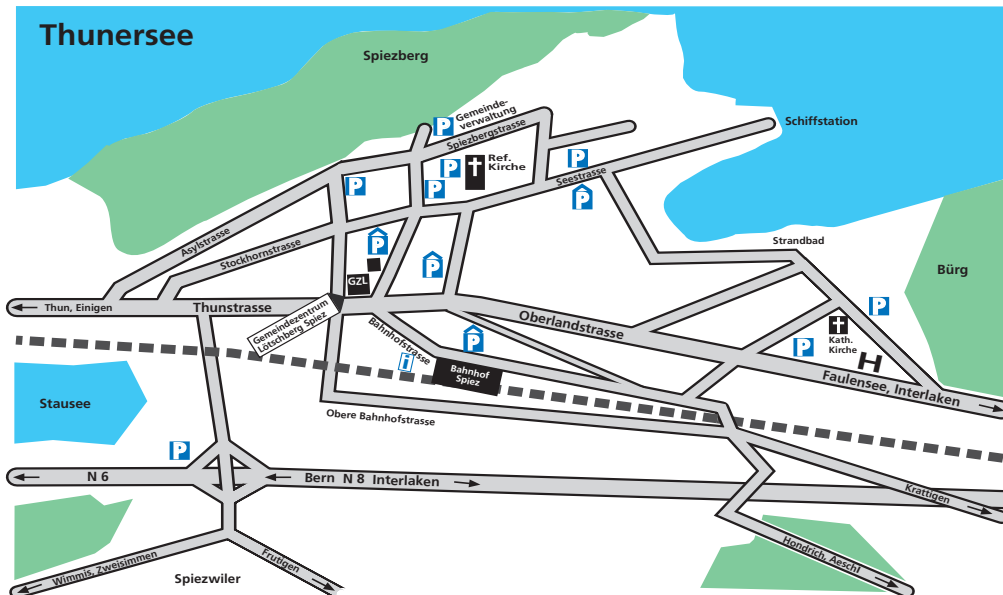 Thunersee
Spiezberg
P
Gemeinde-
verwaltung
Spiezbergstrasse
Schiffstation
P
Ref.
Kirche
P
P
P
Seestrasse
P
Asylstrasse
Stockhornstrasse
P
P
Strandbad
Bürg
GZL
Thun, Einigen
Thunstrasse
Gemeindezentrum
Lötschberg Spiez
Oberlandstrasse
P
Bahnhofstrasse
P
P
Kath.
Kirche
i
Bahnhof
Spiez
Faulensee, Interlaken
Stausee
Obere Bahnhofstrasse
P
N 6
Bern N 8 Interlaken
Krattigen
Hondrich, Aeschi
Wimmis, Zweisimmen
Frutigen
Spiezwiler